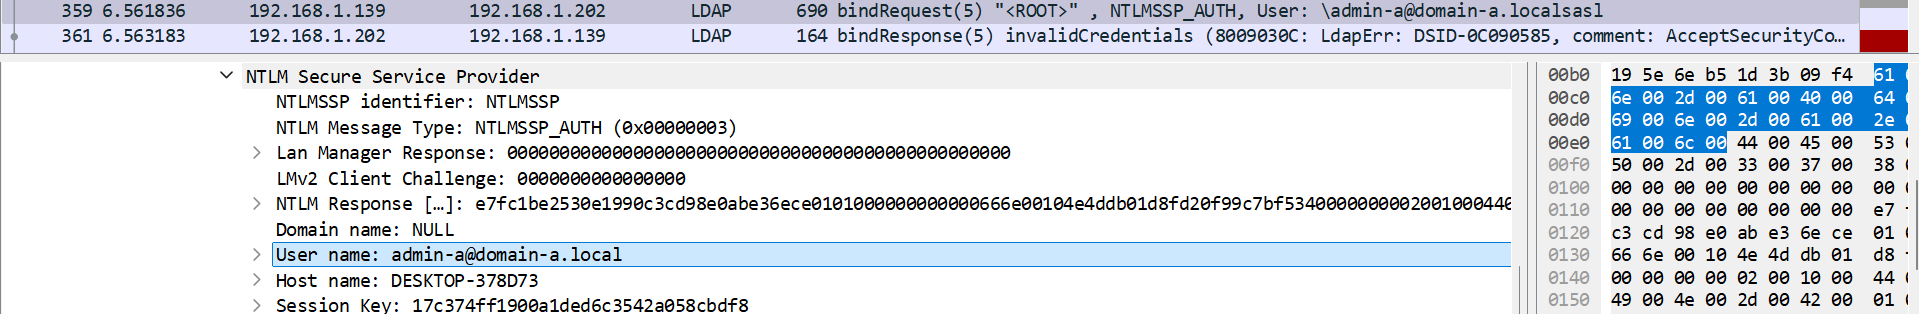 359 6.561836 192.168.1.139 192.168.1.202 LDAP 690 bindRequest(5) "<ROOT>" , NTLMSSP_AUTH, User: \admin-a@domain-a.localsasl
361 6.563183 192.168.1.202 192.168.1.139 LDAP 164 bindResponse(5) invalidCredentials (8009030C: LdapErr: DSID-0C090585, comment: AcceptSecurityCo…
NTLM Secure Service Provider
NTLMSSP identifier: NTLMSSP
NTLM Message Type: NTLMSSP_AUTH (0x00000003)
Lan Manager Response: 000000000000000000000000000000000000000000000000
LMv2 Client Challenge: 0000000000000000
NTLM Response […]: e7fc1be2530e1990c3cd98e0abe36ece0101000000000000666e00104e4ddb01d8fd20f99c7bf5340000000002001000440
Domain name: NULL
User name: admin-a@domain-a.local
Host name: DESKTOP-378D73
Session Key: 17c374ff1900a1ded6c3542a058cbdf8
00b0 19 5e 6e b5 1d 3b 09 f4 61
00c0 6e 00 2d 00 61 00 40 00 64
00d0 69 00 6e 00 2d 00 61 00 2e
00e0 61 00 6c 00 44 00 45 00 53
00f0 50 00 2d 00 33 00 37 00 38
0100 00 00 00 00 00 00 00 00 00
0110 00 00 00 00 00 00 00 00 e7
0120 c3 cd 98 e0 ab e3 6e ce 01
0130 66 6e 00 10 4e 4d db 01 d8
0140 00 00 00 00 02 00 10 00 44
0150 49 00 4e 00 2d 00 42 00 01